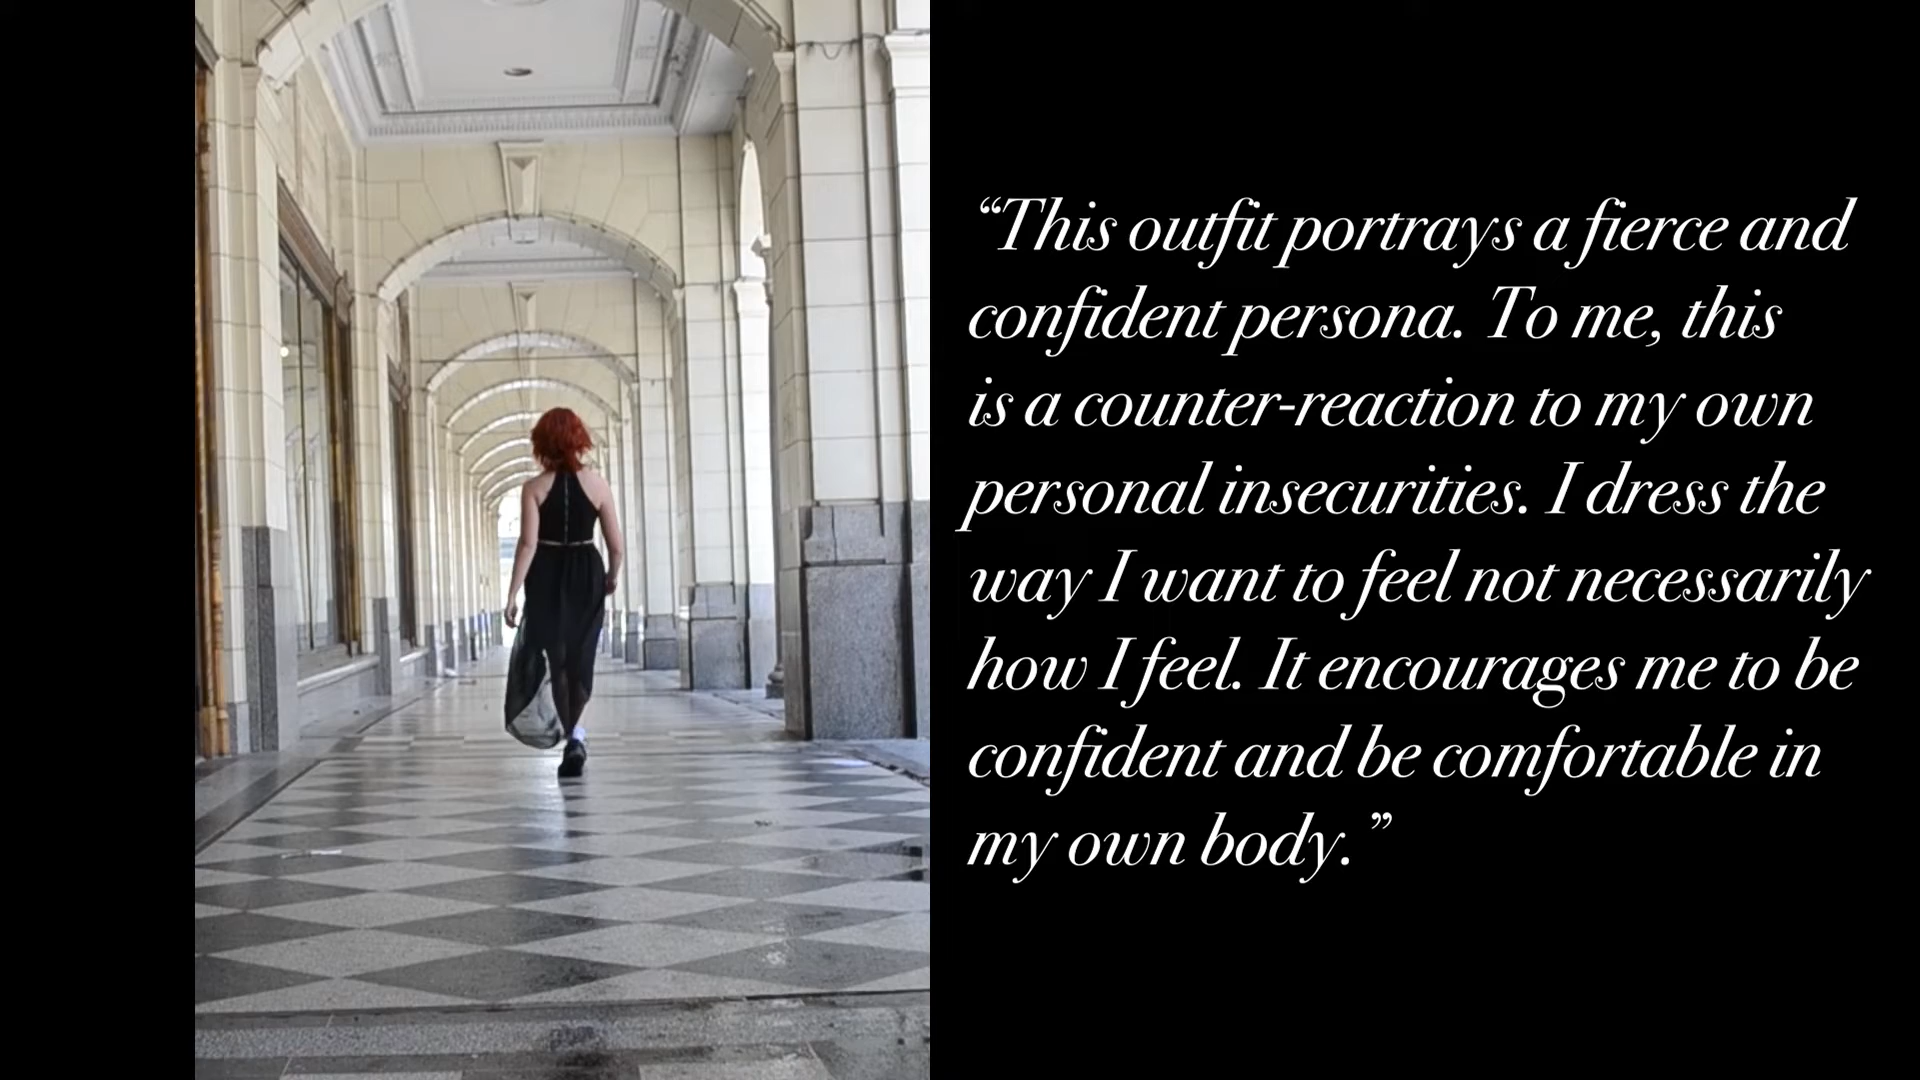 “This outfit portrays a fierce and
confident persona. To me, this
is a counter-reaction to my own
personal insecurities. I dress the
way I want to feel not necessarily
how I feel. It encourages me to be
confident and be comfortable in
my own body.”